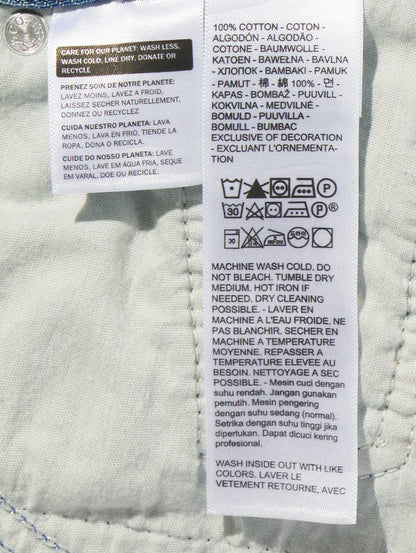 CARE FOR OUR PLANET: WASH LESS,
WASH COLD, LINE DRY, DONATE OR
RECYCLE
PRENEZ SOIN DE NOTRE PLANETE:
LAVEZ MOINS, LAVEZ A FROID,
LAISSEZ SECHER NATURELLEMENT,
DONNEZ OU RECYCLEZ
CUIDA NUESTRO PLANETA: LAVA
MENOS, LAVA EN FRIO, TIENDE LA
ROPA, DONA O RECICLA.
CUIDE DO NOSSO PLANETA: LAVE
MENOS, LAVE EM ÁGUA FRIA, SEQUE
EM VARAL, DOE OU RECICLE.
100% COTTON - COTON -
ALGODÓN - ALGODÃO -
COTONE - BAUMWOLLE -
KATOEN - BAWEŁNA - BAVLNA
- ХЛОПОК - ΒΑΜΒΑΚΙ - PAMUK
- PAMUT - 棉 - 綿 100% - 면 -
KAPAS - BOMBAŽ - PUUVILL -
KOKVILNA - MEDVILNĖ -
BOMULD - PUUVILLA -
BOMULL - BUMBAC
EXCLUSIVE OF DECORATION
- EXCLUANT L'ORNEMENTA-
TION
P
30 P ®
30
MACHINE WASH COLD. DO
NOT BLEACH. TUMBLE DRY
MEDIUM. HOT IRON IF
NEEDED. DRY CLEANING
POSSIBLE. - LAVER EN
MACHINE A L'EAU FROIDE. NE
PAS BLANCHIR. SECHER EN
MACHINE A TEMPERATURE
MOYENNE. REPASSER A
TEMPERATURE ELEVEE AU
BESOIN. NETTOYAGE A SEC
POSSIBLE. - Mesin cuci dengan
suhu rendah. Jangan gunakan
pemutih. Mesin pengering
dengan suhu sedang (normal).
Setrika dengan suhu tinggi jika
diperlukan. Dapat dicuci kering
profesional.
WASH INSIDE OUT WITH LIKE
COLORS. LAVER LE
VETEMENT RETOURNE, AVEC